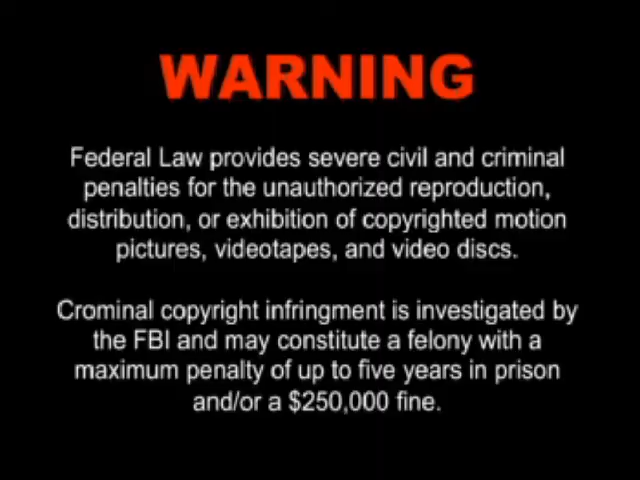 WARNING
Federal Law provides severe civil and criminal
penalties for the unauthorized reproduction,
distribution, or exhibition of copyrighted motion
pictures, videotapes, and video discs.
Crominal copyright infringment is investigated by
the FBI and may constitute a felony with a
maximum penalty of up to five years in prison
and/or a $250,000 fine.